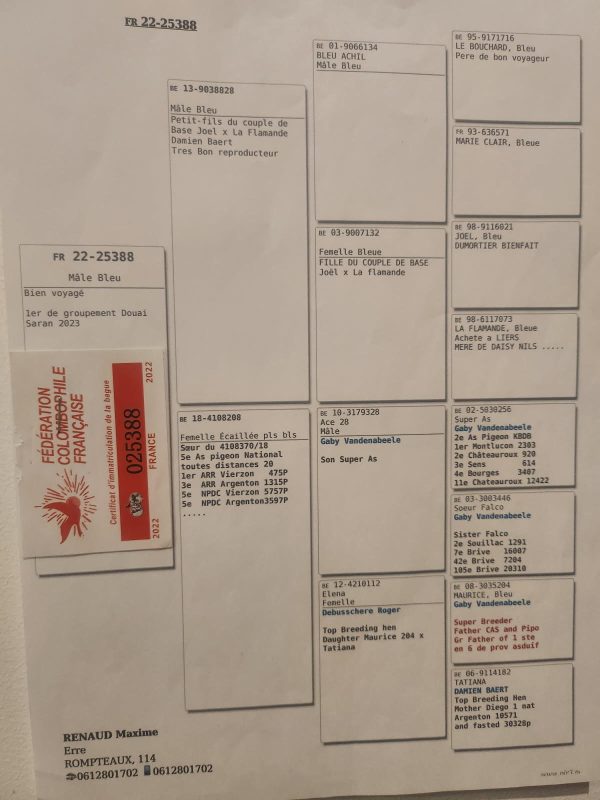 FR 22-25388
FR 22-25388
Mâle Bleu
Bien voyagé
1er de groupement Douai
Saran 2023
FÉDÉRATION
COLOMBOPHILE
FRANÇAISE
Certificat d'immatriculation de la bague
2022
025388
FRANCE
2022
BE 13-9038028
Mâle Bleu
Petit-fils du couple de
Base Joel x La Flamande
Damien Baert
Tres Bon reproducteur
BE 18-4108208
Femelle Écaillée pls bls
Sœur du 4108370/18
5e As pigeon National
toutes distances 20
1er ARR Vierzon 475P
3e ARR Argenton 1315P
5e NPDC Vierzon 5757P
5e NPDC Argenton3597P
.....
BE 01-9066134
BLEU ACHIL
Mâle Bleu
BE 03-9007132
Femelle Bleue
FILLE DU COUPLE DE BASE
Joël x La flamande
BE 10-3179328
Ace 28
Mâle
Gaby Vandenabeele
Son Super As
BE 12-4210112
Elena
Femelle
Debusschere Roger
Top Breeding hen
Daughter Maurice 204 x
Tatiana
BE 95-9171716
LE BOUCHARD, Bleu
Pere de bon voyageur
FR 93-636571
MARIE CLAIR, Bleue
BE 98-9116021
JOEL, Bleu
DUMORTIER BIENFAIT
BE 98-6117073
LA FLAMANDE, Bleue
Achete a LIERS
MERE DE DAISY NILS .....
BE 02-5030256
Super As
Gaby Vandenabeele
2e As Pigeon KBDB
1er Montlucon 2303
2e Châteauroux 920
3e Sens 614
4e Bourges 3407
11e Chateauroux 12422
BE 03-3003446
Soeur Falco
Gaby Vandenabeele
Sister Falco
2e Souillac 1291
7e Brive 16007
42e Brive 7204
105e Brive 20310
BE 08-3035204
MAURICE, Bleu
Gaby Vandenabeele
Super Breeder
Father CAS and Pipo
Gr Father of 1 ste
en 6 de prov asduif
BE 06-9114182
TATIANA
DAMIEN BAERT
Top Breeding Hen
Mother Diego 1 nat
Argenton 10571
and fasted 30328p
RENAUD Maxime
Erre
ROMPTEAUX, 114
☎0612801702 📱0612801702